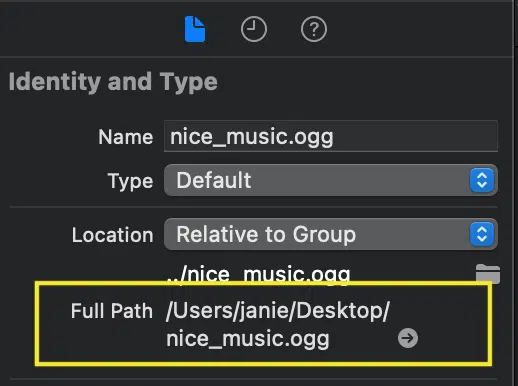 Identity and Type
Name nice_music.ogg
Type Default
Location Relative to Group
../nice_music.ogg
Full Path /Users/janie/Desktop/
nice_music.ogg